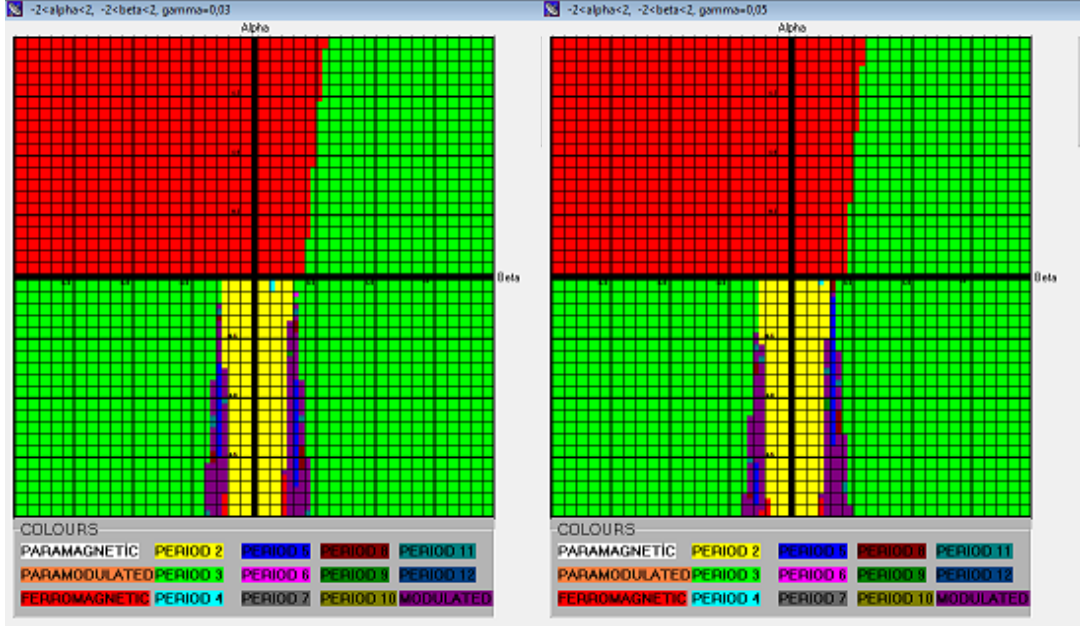 -2<alpha<2, -2<beta<2, gamma=0,03
Alpha
Beta
COLOURS
PARAMAGNETİC PERIOD 2 PERIOD 5 PERIOD 8 PERIOD 11
PARAMODULATED PERIOD 3 PERIOD 6 PERIOD 9 PERIOD 12
FERROMAGNETIC PERIOD 4 PERIOD 7 PERIOD 10 MODULATED
-2<alpha<2, -2<beta<2, gamma=0,05
Alpha
Beta
COLOURS
PARAMAGNETİC PERIOD 2 PERIOD 5 PERIOD 8 PERIOD 11
PARAMODULATED PERIOD 3 PERIOD 6 PERIOD 9 PERIOD 12
FERROMAGNETIC PERIOD 4 PERIOD 7 PERIOD 10 MODULATED